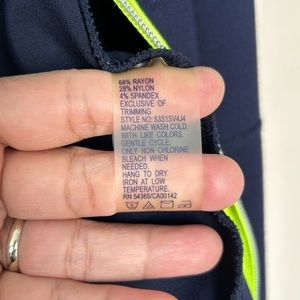 68% RAYON
28% NYLON
4% SPANDEX
EXCLUSIVE OF
TRIMMING
STYLE NO: 53S1SV4J4
MACHINE WASH COLD.
WITH LIKE COLORS.
GENTLE CYCLE.
ONLY NON CHLORINE
BLEACH WHEN
NEEDED.
HANG TO DRY.
IRON AT LOW
TEMPERATURE.
RN 54365/CA00142